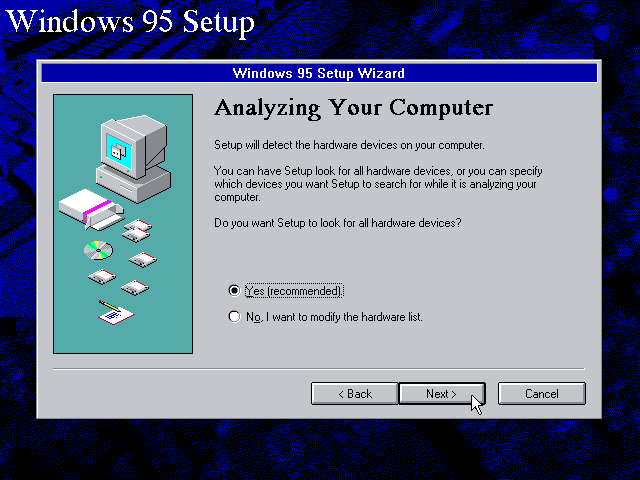 Windows 95 Setup
Windows 95 Setup Wizard
Analyzing Your Computer
Setup will detect the hardware devices on your computer.
You can have Setup look for all hardware devices, or you can specify
which devices you want Setup to search for while it is analyzing your
computer.
Do you want Setup to look for all hardware devices?
Yes (recommended).
No, I want to modify the hardware list.
< Back
Next >
Cancel